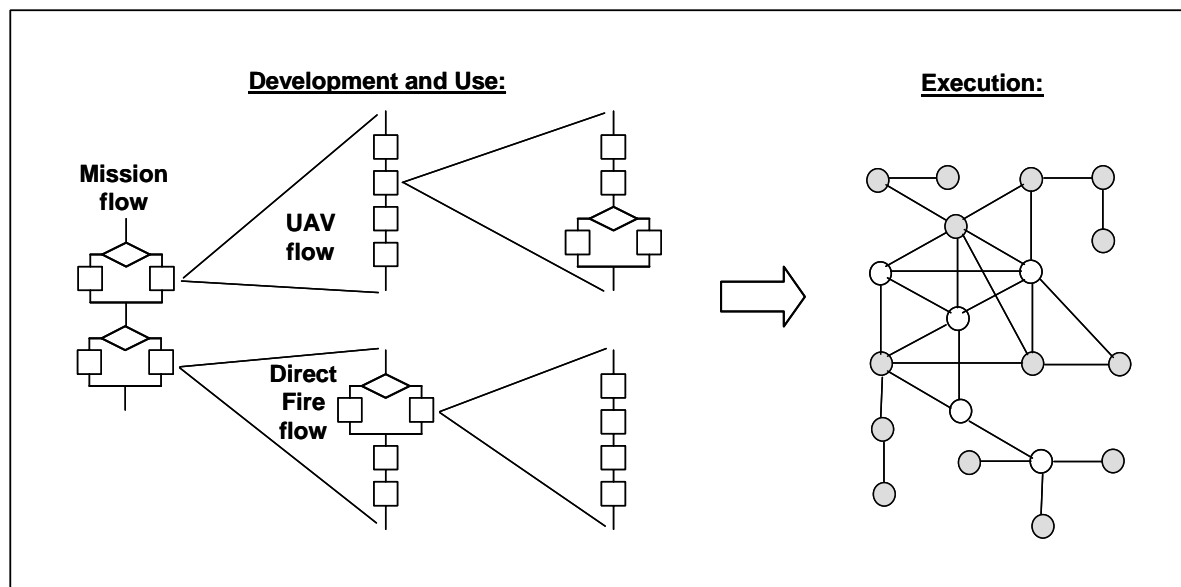 Development and Use:
Execution:
Mission
flow
UAV
flow
Direct
Fire
flow